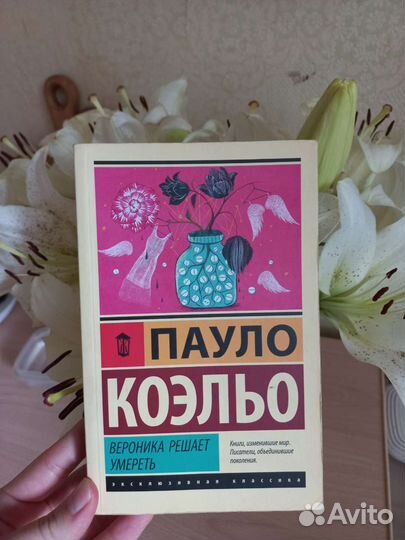 ПАУЛО
КОЭЛЬО
ВЕРОНИКА РЕШАЕТ
УМЕРЕТЬ
Книги, изменившие мир.
Писатели, объединившие
поколения.
эксклюзивная классика
Avito